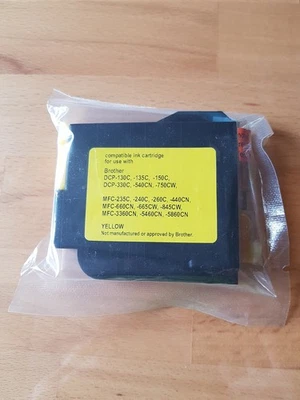 compatible ink cartridge
for use with
Brother
DCP-130C, -135C, -150C,
DCP-330C, -540CN, -750CW,
MFC-235C, -240C, -260C, -440CN,
MFC-660CN, -665CW, -845CW,
MFC-3360CN, -5460CN, -5860CN
YELLOW
Not manufactured or approved by Brother.